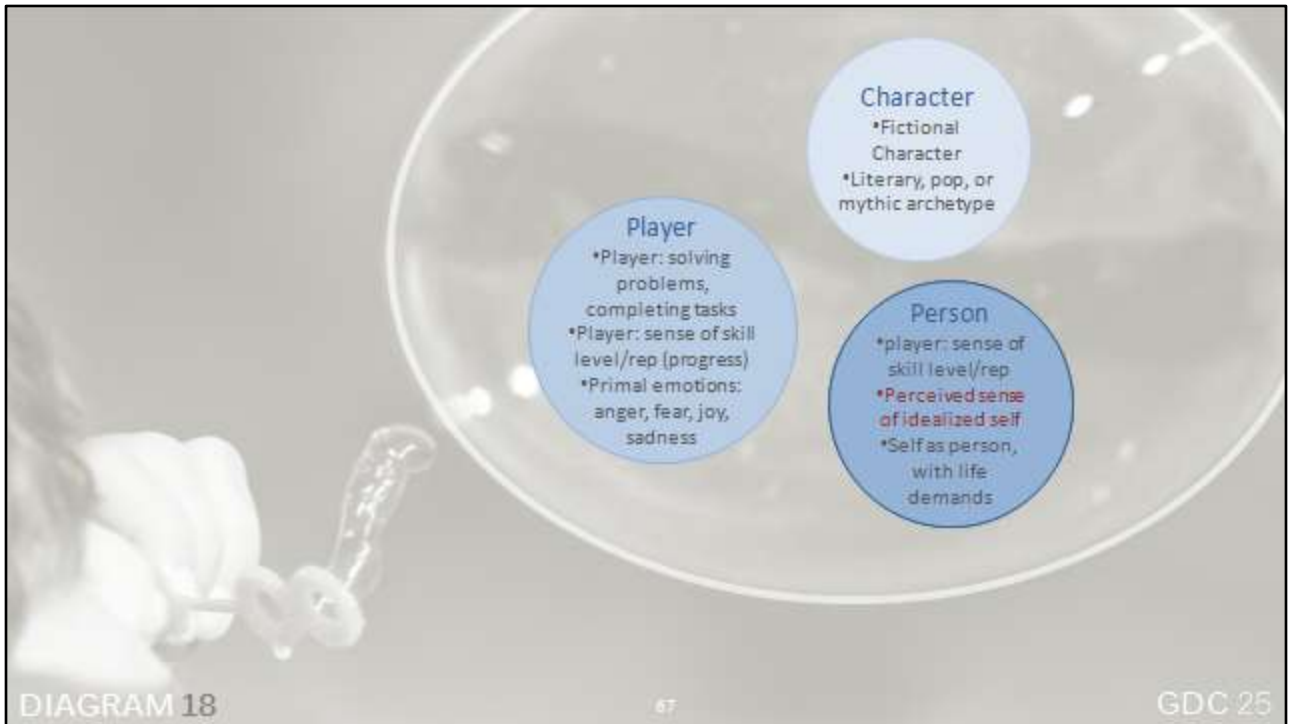 Character
•Fictional
Character
•Literary, pop, or
mythic archetype
Player
•Player: solving
problems,
completing tasks
•Player: sense of skill
level/rep (progress)
•Primal emotions:
anger, fear, joy,
sadness
Person
•player: sense of
skill level/rep
•Perceived sense
of idealized self
•Self as person,
with life
demands
DIAGRAM 18
67
GDC 25